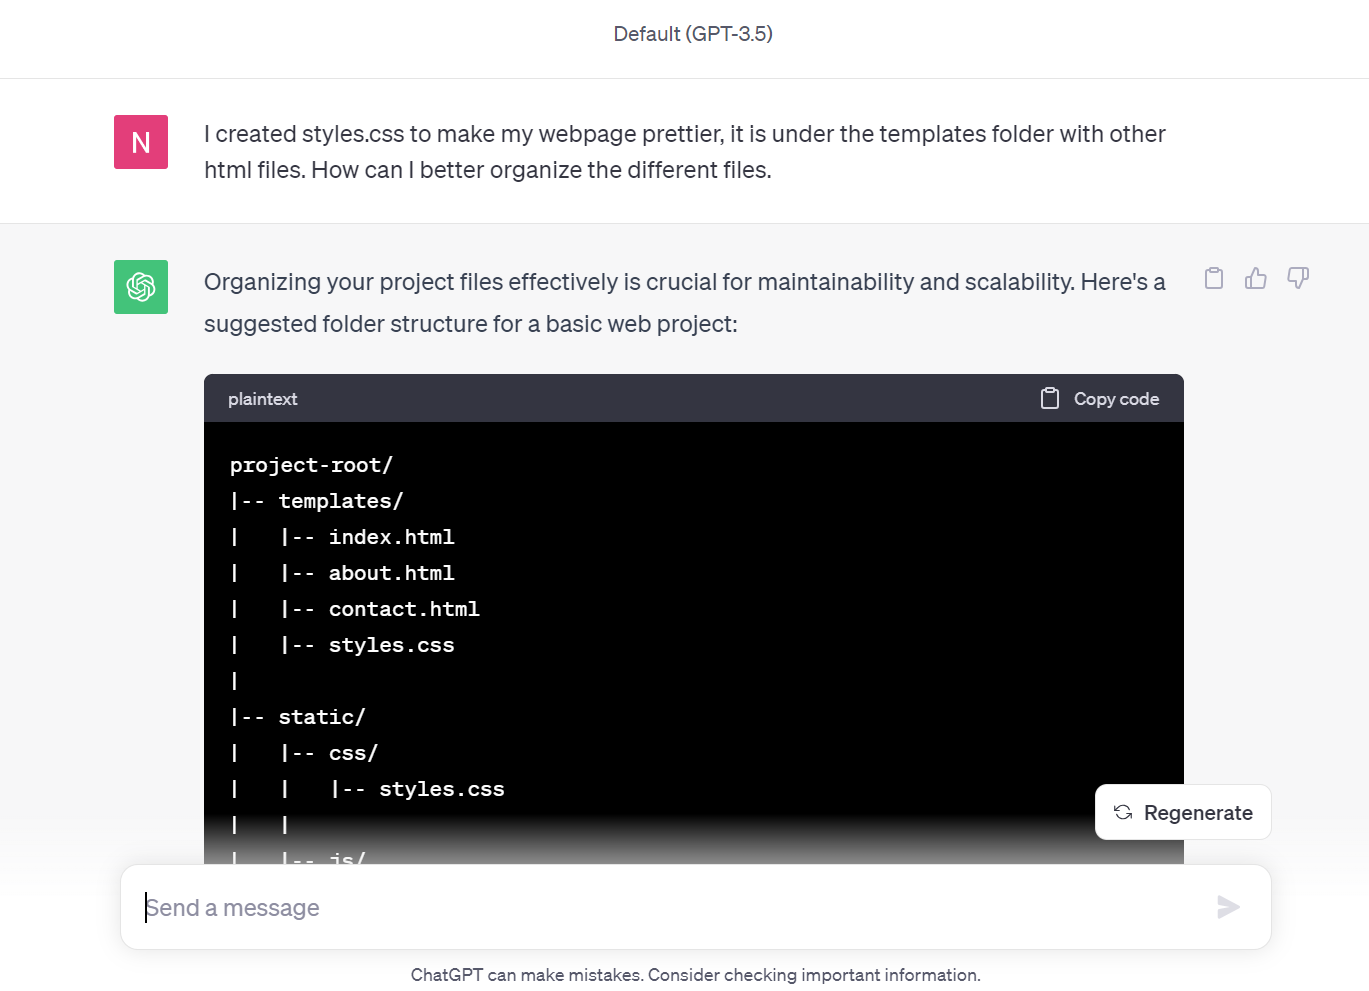 Default (GPT-3.5)
N
I created styles.css to make my webpage prettier, it is under the templates folder with other
html files. How can I better organize the different files.
Organizing your project files effectively is crucial for maintainability and scalability. Here's a
suggested folder structure for a basic web project:
plaintext
Copy code
project-root/
|-- templates/
|   |-- index.html
|   |-- about.html
|   |-- contact.html
|   |-- styles.css
|
|-- static/
|   |-- css/
|   |   |-- styles.css
|   |
|   |-- js/
Regenerate
Send a message
ChatGPT can make mistakes. Consider checking important information.